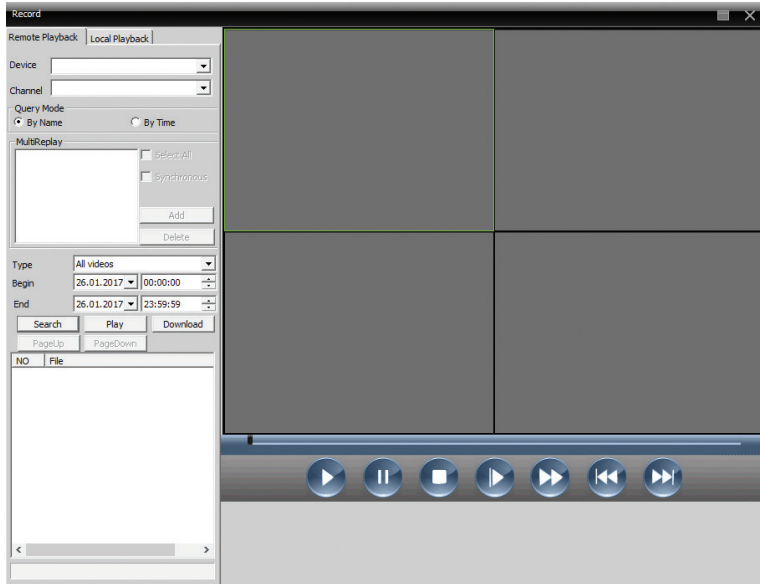 Record
Remote Playback Local Playback
Device
Channel
Query Mode
By Name By Time
MultiReplay
Select All
Synchronous
Add
Delete
Type All videos
Begin 26.01.2017 00:00:00
End 26.01.2017 23:59:59
Search Play Download
PageUp PageDown
NO File